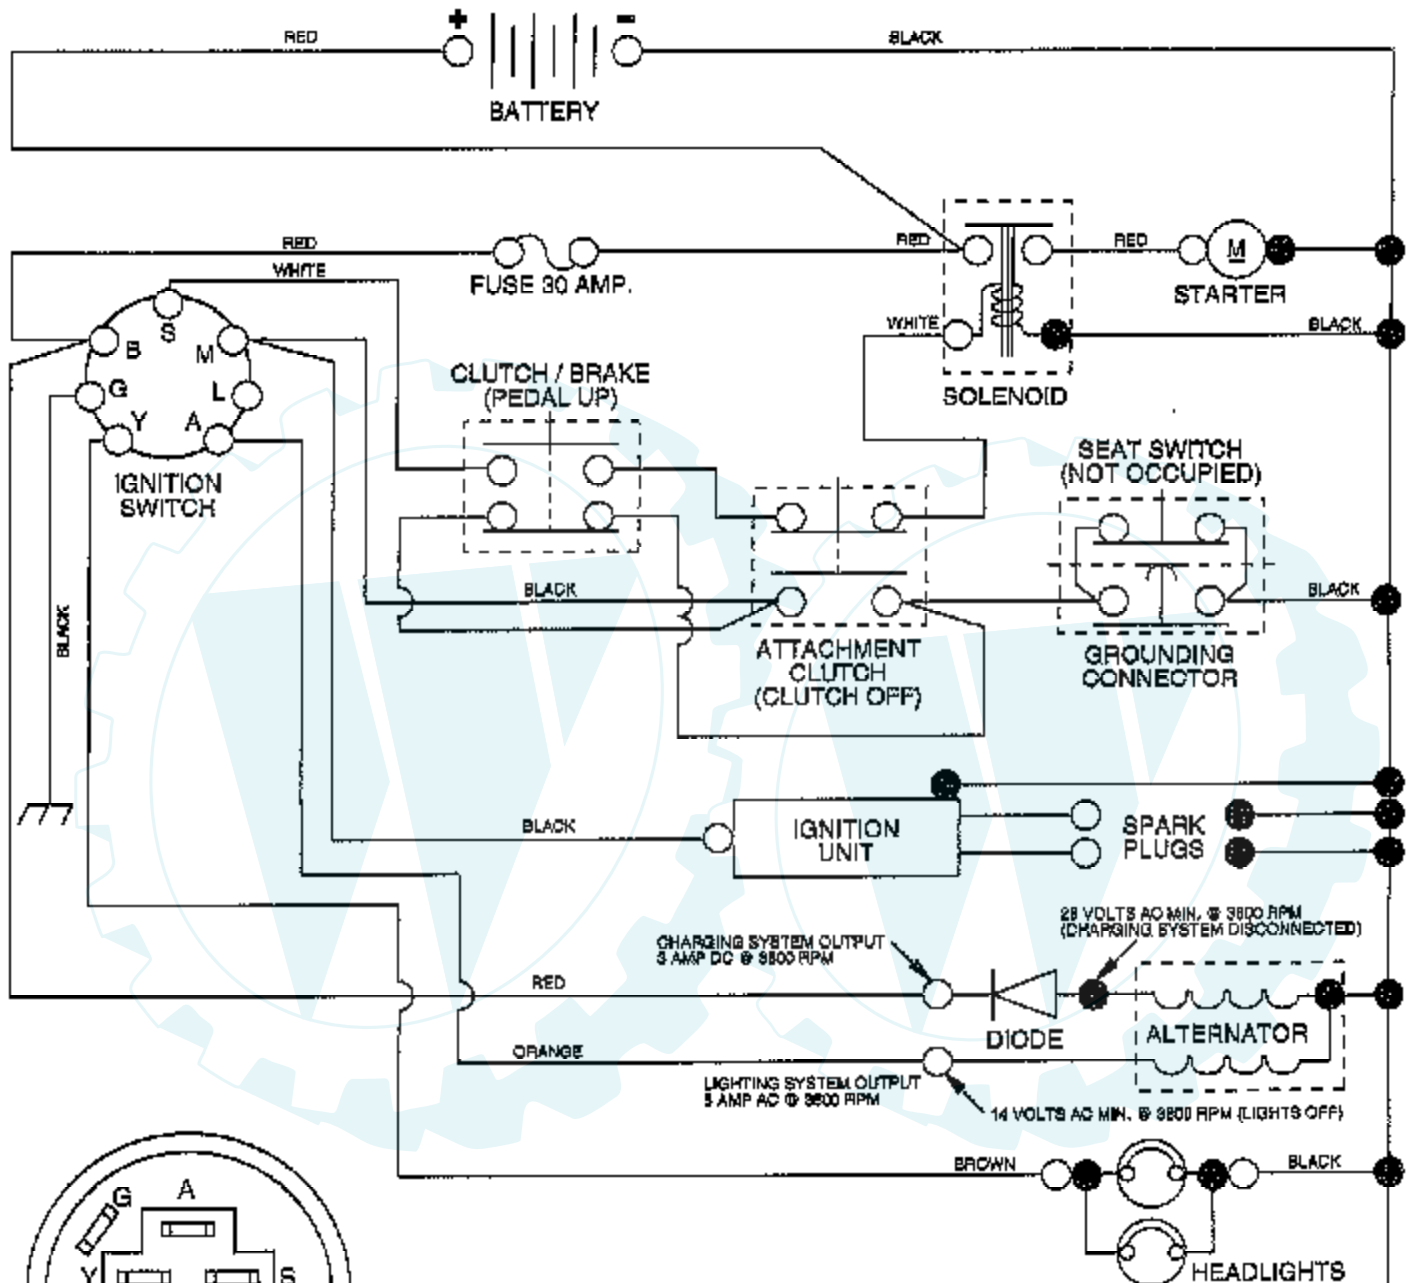 + -
RED BLACK
BATTERY
RED RED RED M
WHITE FUSE 30 AMP. STARTER
S
B M WHITE BLACK
CLUTCH / BRAKE
(PEDAL UP) SOLENOID
G L
Y A
SEAT SWITCH
(NOT OCCUPIED)
IGNITION
SWITCH
BLACK BLACK BLACK
ATTACHMENT
CLUTCH
(CLUTCH OFF)
GROUNDING
CONNECTOR
BLACK IGNITION
UNIT
SPARK
PLUGS
28 VOLTS AC MIN. @ 3600 RPM
(CHARGING SYSTEM DISCONNECTED)
CHARGING SYSTEM OUTPUT
3 AMP DC @ 3600 RPM
RED
DIODE ALTERNATOR
ORANGE
LIGHTING SYSTEM OUTPUT
5 AMP AC @ 3600 RPM
14 VOLTS AC MIN. @ 3600 RPM (LIGHTS OFF)
BROWN BLACK
G A
Y S
HEADLIGHTS